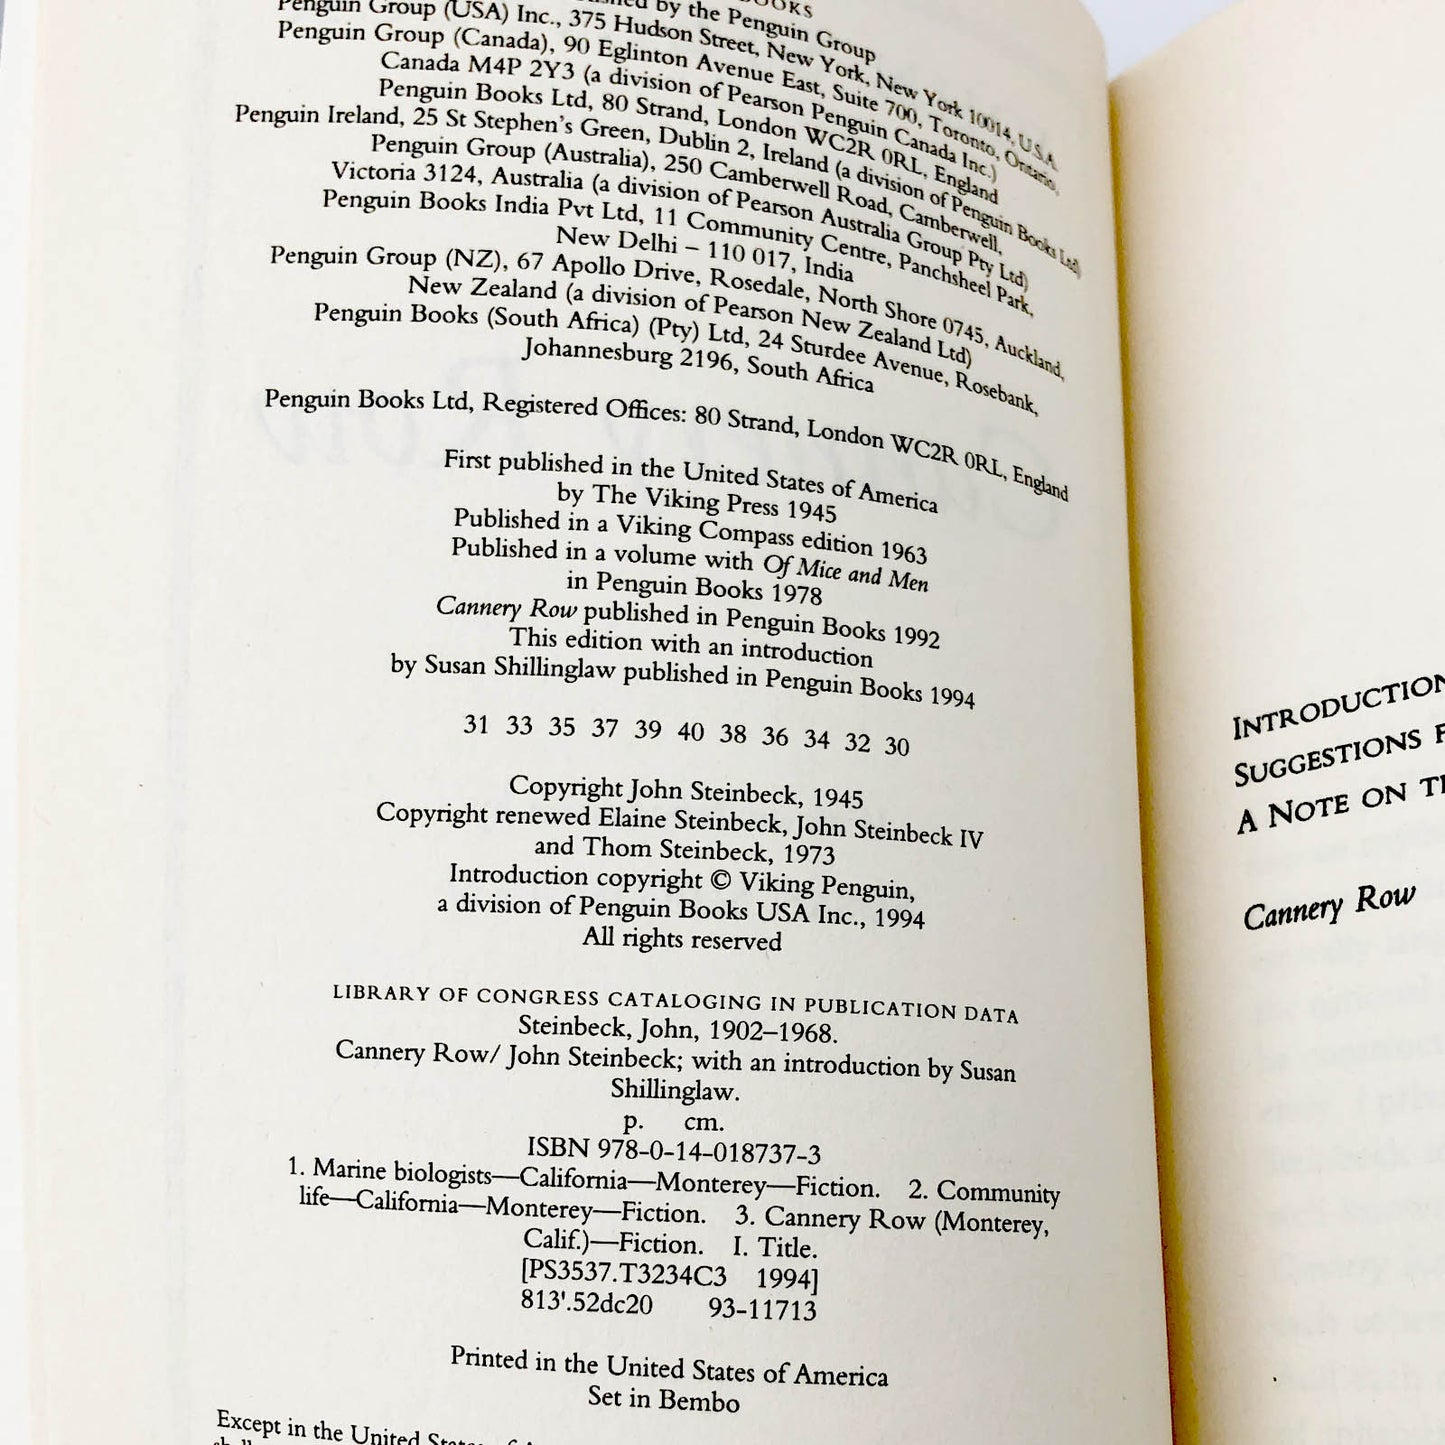 OOKS
by the Penguin Group
Penguin Group (USA) Inc., 375 Hudson Street, New York, New York 10014, U.S.A.
Penguin Group (Canada), 90 Eglinton Avenue East, Suite 700, Toronto, Ontario,
Canada M4P 2Y3 (a division of Pearson Penguin Canada Inc.)
Penguin Books Ltd, 80 Strand, London WC2R 0RL, England
Penguin Ireland, 25 St Stephen's Green, Dublin 2, Ireland (a division of Penguin Books Ltd)
Penguin Group (Australia), 250 Camberwell Road, Camberwell,
Victoria 3124, Australia (a division of Pearson Australia Group Pty Ltd)
Penguin Books India Pvt Ltd, 11 Community Centre, Panchsheel Park,
New Delhi – 110 017, India
Penguin Group (NZ), 67 Apollo Drive, Rosedale, North Shore 0745, Auckland,
New Zealand (a division of Pearson New Zealand Ltd)
Penguin Books (South Africa) (Pty) Ltd, 24 Sturdee Avenue, Rosebank,
Johannesburg 2196, South Africa
Penguin Books Ltd, Registered Offices: 80 Strand, London WC2R 0RL, England
First published in the United States of America
by The Viking Press 1945
Published in a Viking Compass edition 1963
Published in a volume with Of Mice and Men
in Penguin Books 1978
Cannery Row published in Penguin Books 1992
This edition with an introduction
by Susan Shillinglaw published in Penguin Books 1994
31 33 35 37 39 40 38 36 34 32 30
Copyright John Steinbeck, 1945
Copyright renewed Elaine Steinbeck, John Steinbeck IV
and Thom Steinbeck, 1973
Introduction copyright © Viking Penguin,
a division of Penguin Books USA Inc., 1994
All rights reserved
LIBRARY OF CONGRESS CATALOGING IN PUBLICATION DATA
Steinbeck, John, 1902–1968.
Cannery Row/ John Steinbeck; with an introduction by Susan
Shillinglaw.
p. cm.
ISBN 978-0-14-018737-3
1. Marine biologists—California—Monterey—Fiction. 2. Community
life—California—Monterey—Fiction. 3. Cannery Row (Monterey,
Calif.)—Fiction. I. Title.
[PS3537.T3234C3 1994]
813'.52dc20 93-11713
Printed in the United States of America
Set in Bembo
Except in the United States of
INTRODUCTION
SUGGESTIONS F
A NOTE ON T
Cannery Row